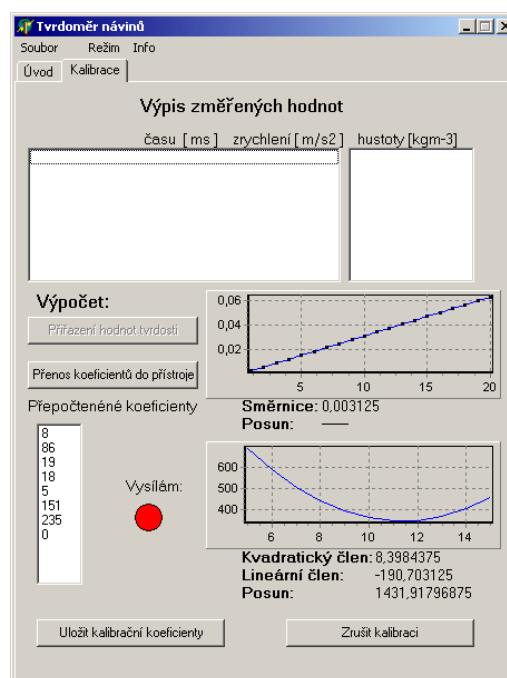 Tvrdoměr návinů
Soubor Režim Info
Úvod Kalibrace
Výpis změřených hodnot
času [ ms ] zrychlení [ m/s2 ] hustoty [kgm-3]
Výpočet:
Přiřazení hodnot tvrdosti
Přenos koeficientů do přístroje
0,06
0,04
0,02
5 10 15 20
Směrnice: 0,003125
Posun: —
Přepočtenéné koeficienty
8
86
19
18
5
151
235
0
Vysílám:
600
500
400
6 8 10 12 14
Kvadratický člen: 8,3984375
Lineární člen: -190,703125
Posun: 1431,91796875
Uložit kalibrační koeficienty Zrušit kalibraci